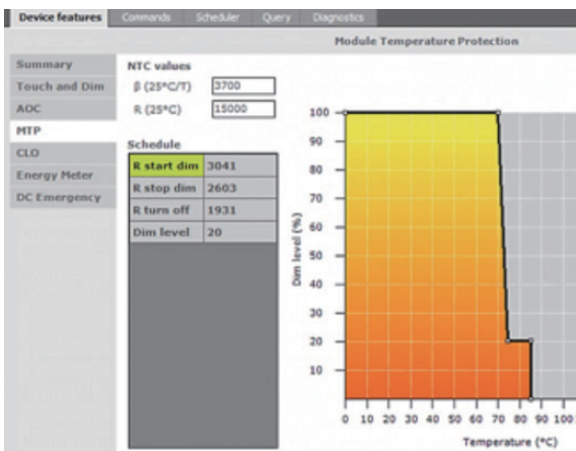 Device features Commands Scheduler Query Diagnostics
Module Temperature Protection
Summary
Touch and Dim
AOC
MTP
CLO
Energy Meter
DC Emergency
NTC values
β (25°C/T) 3700
R (25°C) 15000
Schedule
R start dim 3041
R stop dim 2603
R turn off 1931
Dim level 20
Dim level (%)
100
90
80
70
60
50
40
30
20
10
0 10 20 30 40 50 60 70 80 90 100
Temperature (°C)